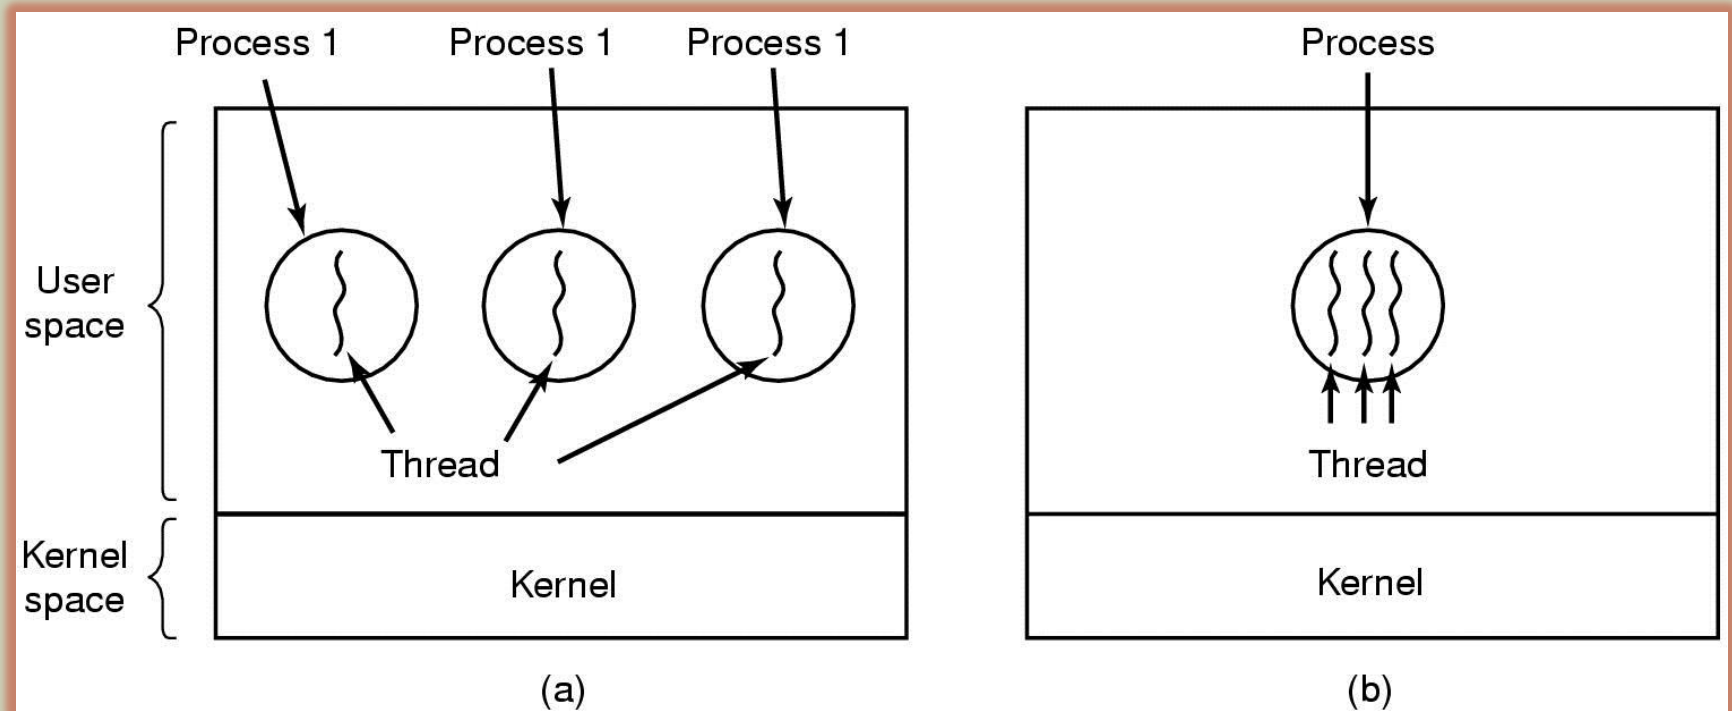 Process 1
Process 1
Process 1
Process
User
space
Thread
Thread
Kernel
space
Kernel
Kernel
(a)
(b)